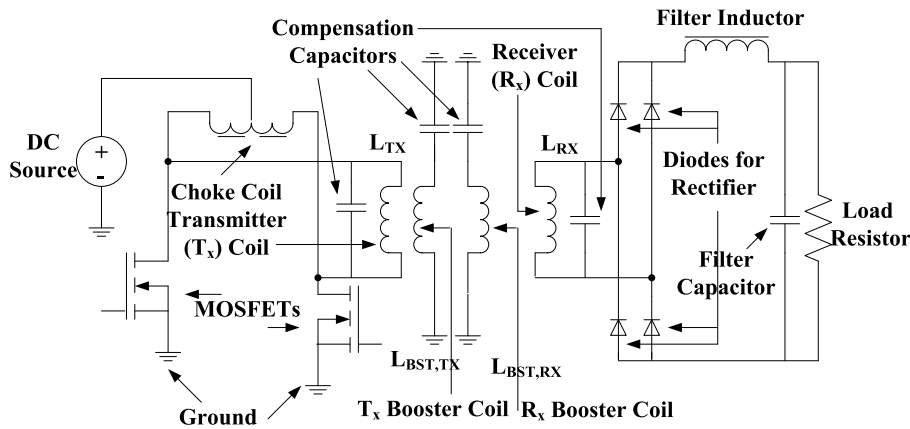 Filter Inductor
Compensation
Capacitors
Receiver
(Rx) Coil
DC
Source
+
-
LTX
LRX
Choke Coil
Transmitter
(Tx) Coil
Diodes for
Rectifier
Load
Resistor
Filter
Capacitor
MOSFETs
LBST,TX
LBST,RX
Ground
Tx Booster Coil
Rx Booster Coil